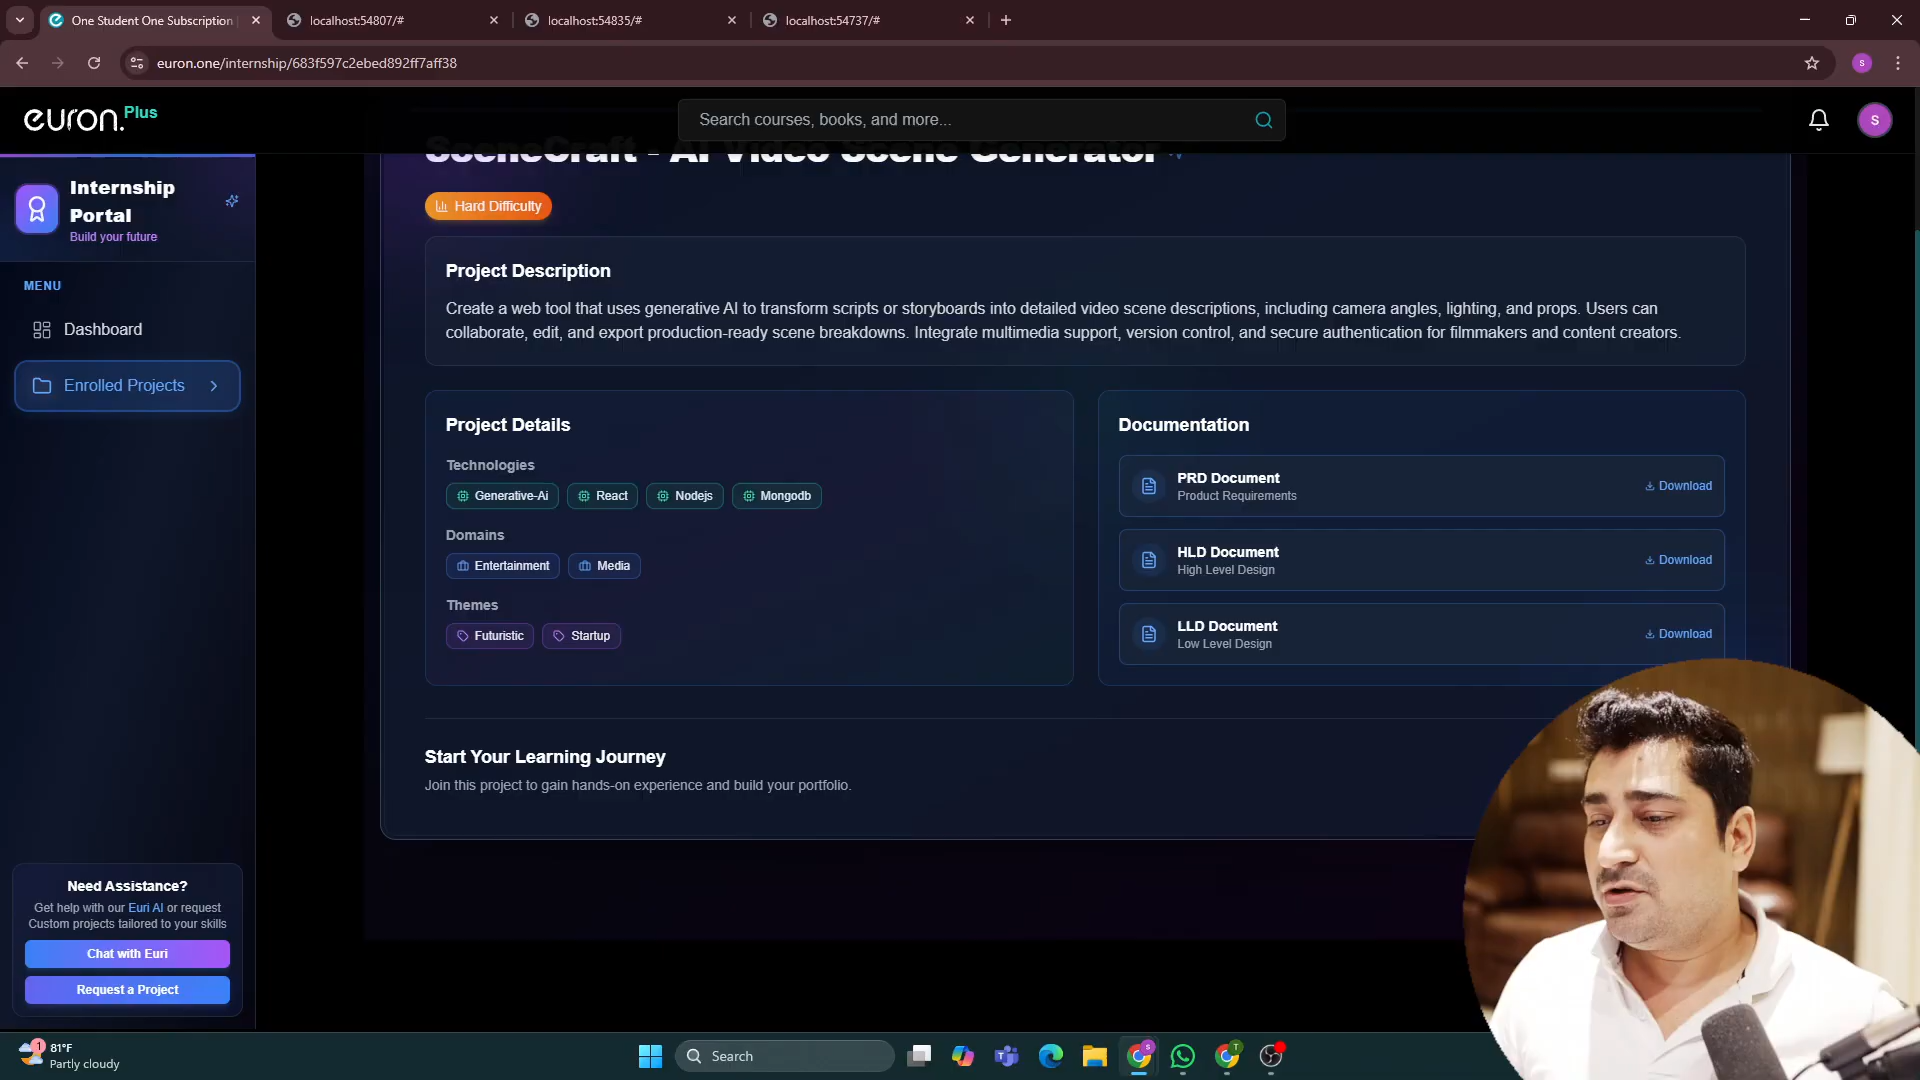 One Student One Subscription
localhost:54807/#
localhost:54835/#
localhost:54737/#
euron.one/internship/683f597c2ebed892ff7aff38
S
euron.Plus
Search courses, books, and more...
S
Internship
Portal
Build your future
MENU
Dashboard
Enrolled Projects
Need Assistance?
Get help with our Euri AI or request
Custom projects tailored to your skills
Chat with Euri
Request a Project
SceneCraft - AI Video Scene Generator
Hard Difficulty
Project Description
Create a web tool that uses generative AI to transform scripts or storyboards into detailed video scene descriptions, including camera angles, lighting, and props. Users can
collaborate, edit, and export production-ready scene breakdowns. Integrate multimedia support, version control, and secure authentication for filmmakers and content creators.
Project Details
Technologies
Generative-Ai React Nodejs Mongodb
Domains
Entertainment Media
Themes
Futuristic Startup
Documentation
PRD Document
Product Requirements
Download
HLD Document
High Level Design
Download
LLD Document
Low Level Design
Download
Start Your Learning Journey
Join this project to gain hands-on experience and build your portfolio.
1
81°F
Partly cloudy
Search
S
T